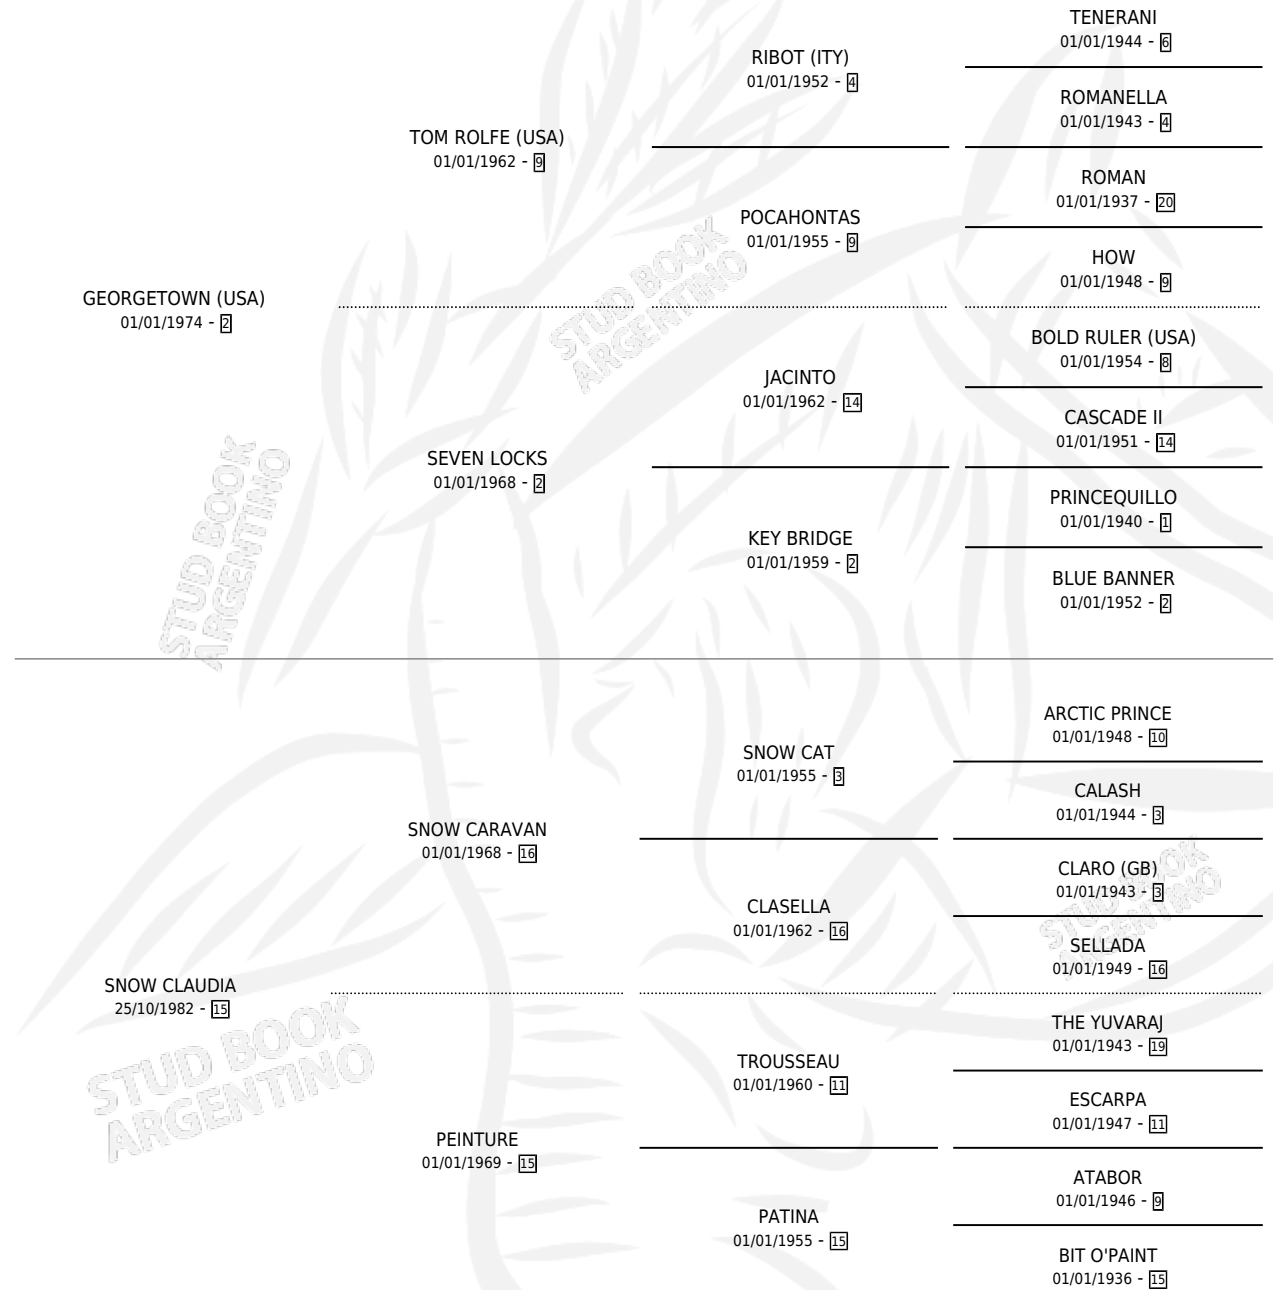 TENERANI
01/01/1944 - 6
RIBOT (ITY)
01/01/1952 - 4
ROMANELLA
01/01/1943 - 4
TOM ROLFE (USA)
01/01/1962 - 9
ROMAN
01/01/1937 - 20
POCAHONTAS
01/01/1955 - 9
HOW
01/01/1948 - 9
GEORGETOWN (USA)
01/01/1974 - 2
BOLD RULER (USA)
01/01/1954 - 8
JACINTO
01/01/1962 - 14
CASCADE II
01/01/1951 - 14
SEVEN LOCKS
01/01/1968 - 2
PRINCEQUILLO
01/01/1940 - 1
KEY BRIDGE
01/01/1959 - 2
BLUE BANNER
01/01/1952 - 2
ARCTIC PRINCE
01/01/1948 - 10
SNOW CAT
01/01/1955 - 3
CALASH
01/01/1944 - 3
SNOW CARAVAN
01/01/1968 - 16
CLARO (GB)
01/01/1943 - 3
CLASELLA
01/01/1962 - 16
SELLADA
01/01/1949 - 16
SNOW CLAUDIA
25/10/1982 - 15
THE YUVARAJ
01/01/1943 - 19
TROUSSEAU
01/01/1960 - 11
ESCARPA
01/01/1947 - 11
PEINTURE
01/01/1969 - 15
ATABOR
01/01/1946 - 9
PATINA
01/01/1955 - 15
BIT O'PAINT
01/01/1936 - 15
STUD BOOK
ARGENTINO
STUD BOOK
ARGENTINO
STUD BOOK
ARGENTINO
STUD BOOK
ARGENTINO